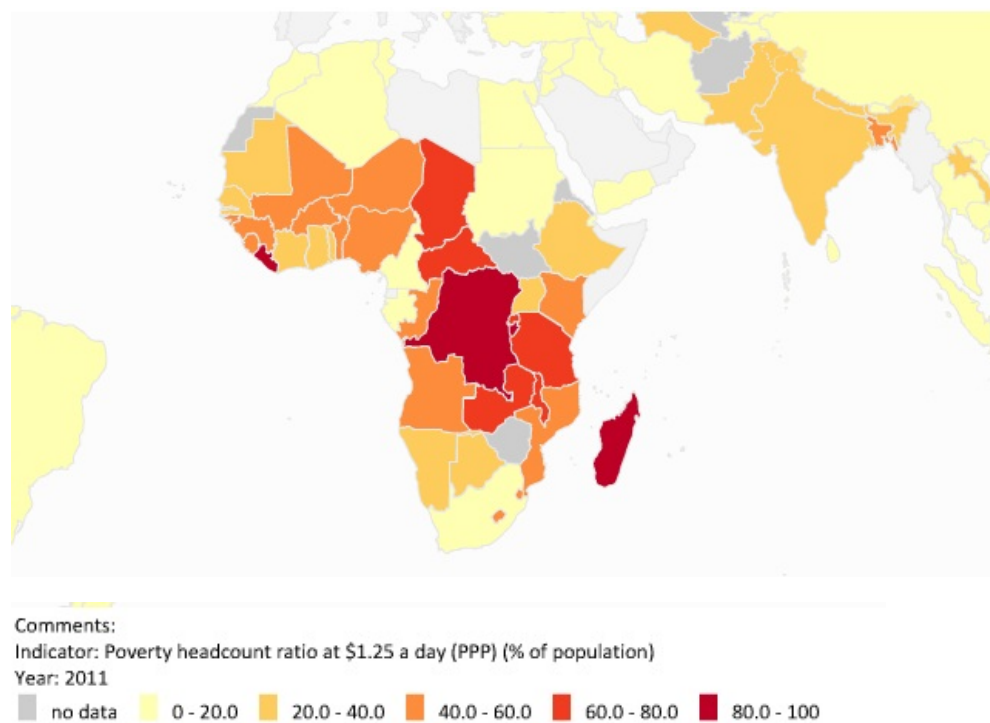 Comments:
Indicator: Poverty headcount ratio at $1.25 a day (PPP) (% of population)
Year: 2011
no data 0 - 20.0 20.0 - 40.0 40.0 - 60.0 60.0 - 80.0 80.0 - 100